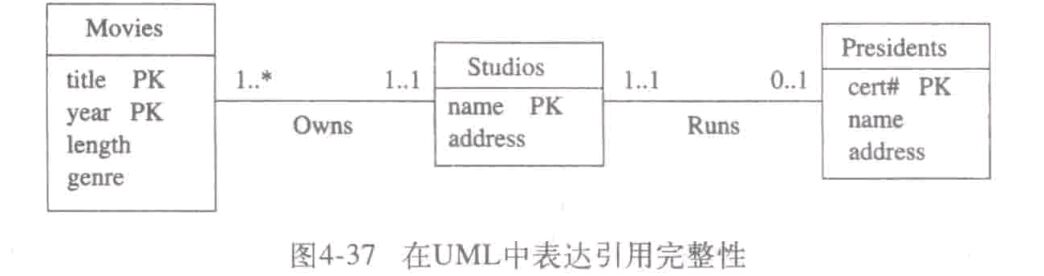 Movies
title PK
year PK
length
genre
1..*
1..1
Owns
Studios
name PK
address
1..1
0..1
Runs
Presidents
cert# PK
name
address
图4-37 在UML中表达引用完整性